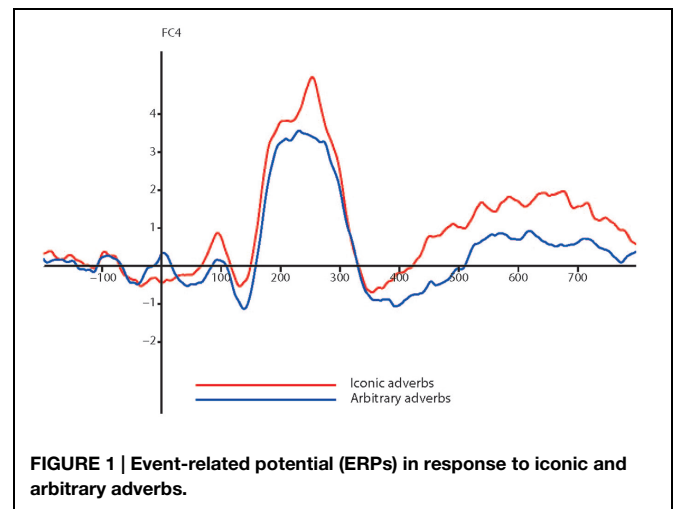 FC4
4
3
2
1
−1
−2
−100
100
200
300
400
500
600
700
Iconic adverbs
Arbitrary adverbs
FIGURE 1 | Event-related potential (ERPs) in response to iconic and
arbitrary adverbs.